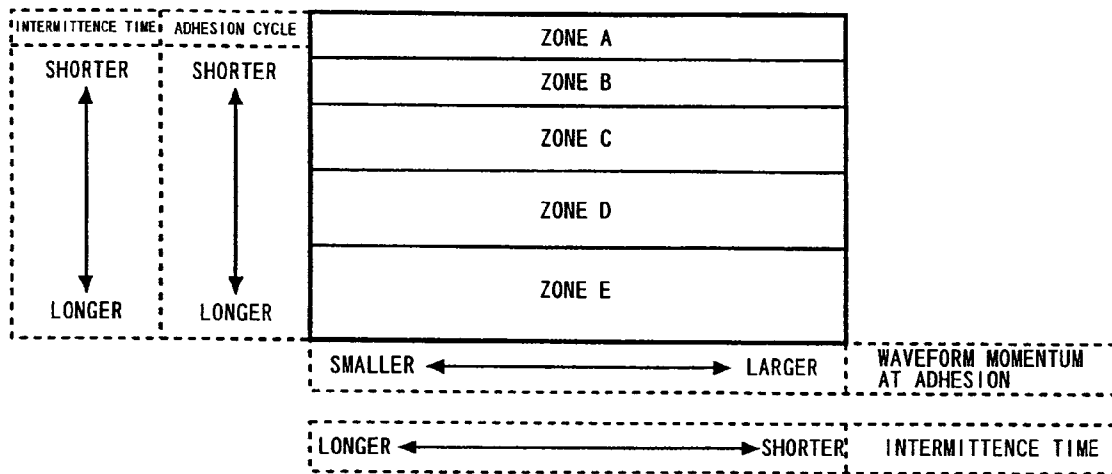 INTERMITTENCE TIME
ADHESION CYCLE
SHORTER
SHORTER
LONGER
LONGER
ZONE A
ZONE B
ZONE C
ZONE D
ZONE E
SMALLER
LARGER
WAVEFORM MOMENTUM
AT ADHESION
LONGER
SHORTER
INTERMITTENCE TIME